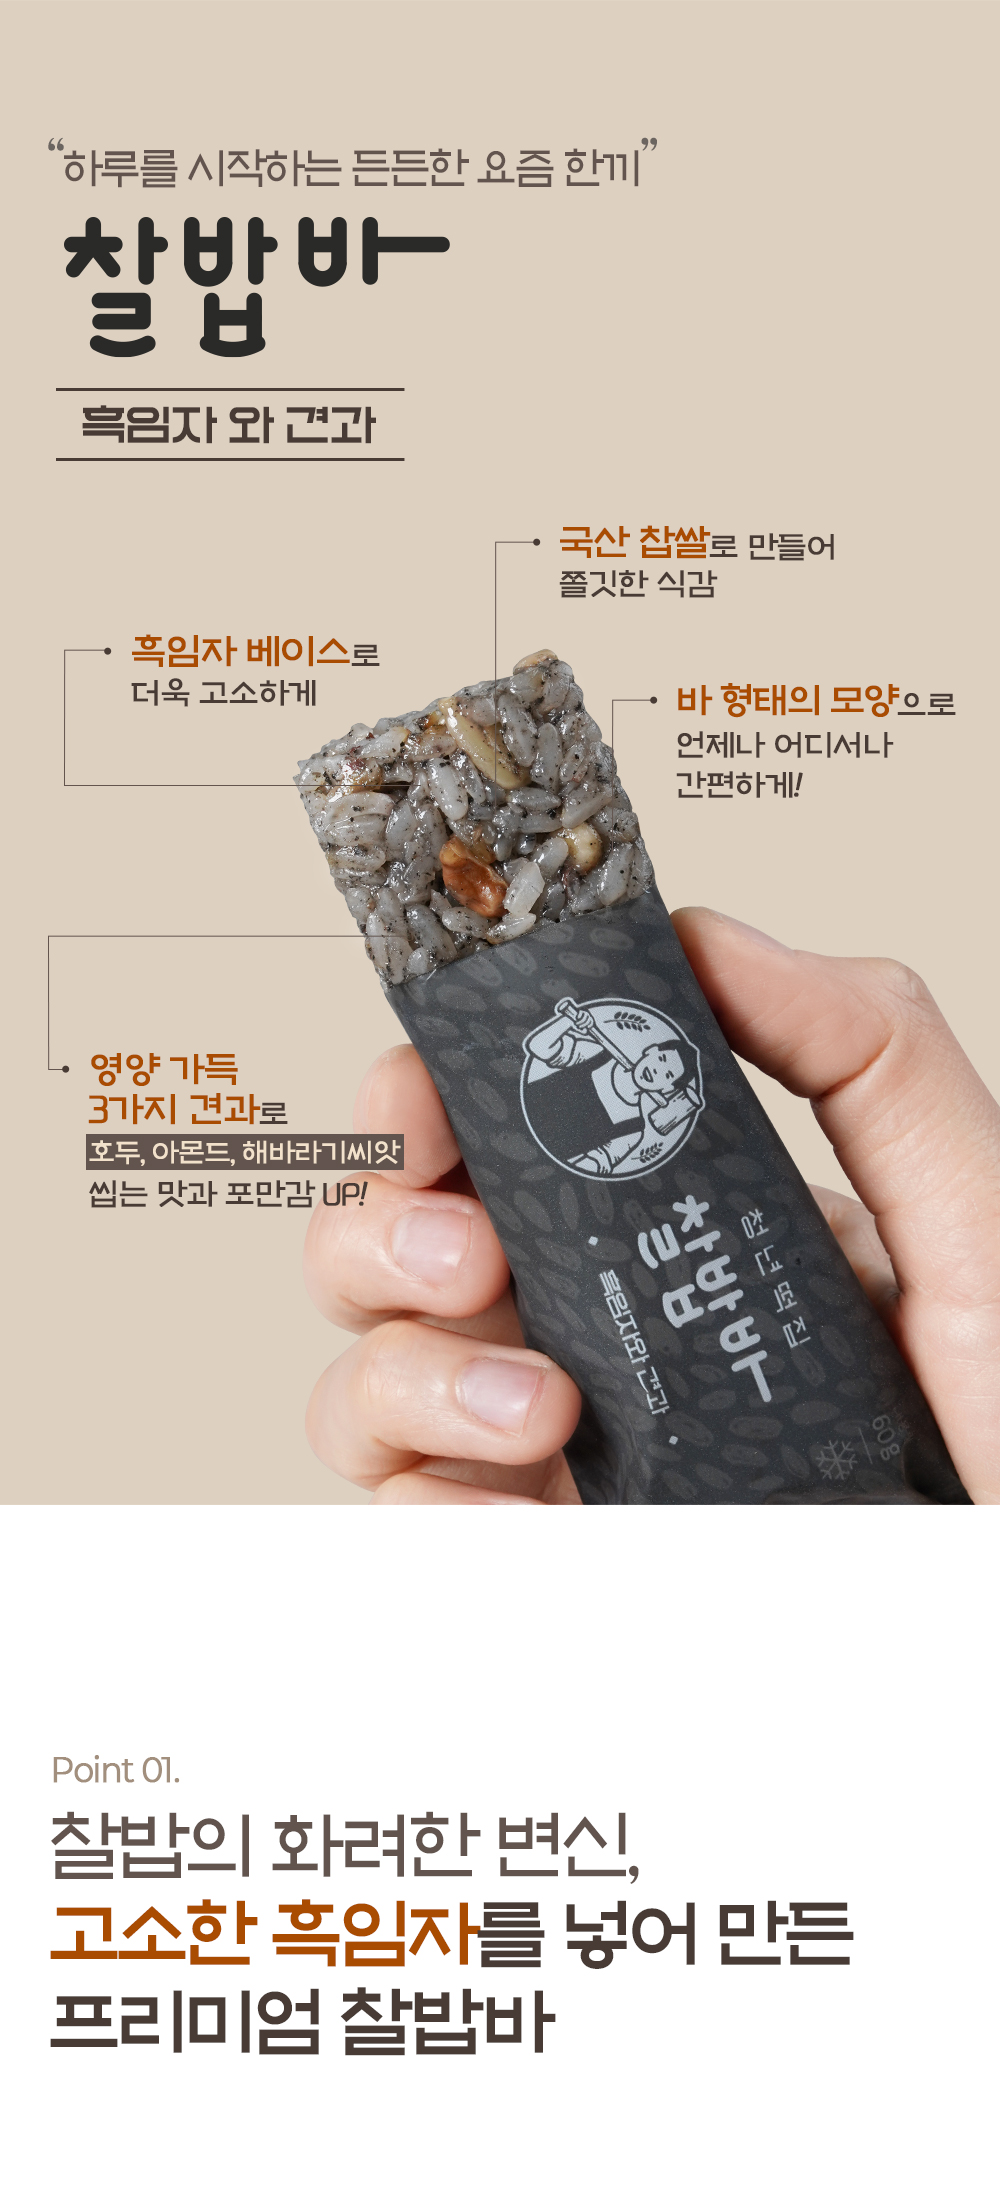 “하루를 시작하는 든든한 요즘 한끼”
찰밥바
흑임자 와 견과
국산 찹쌀로 만들어
쫄깃한 식감
흑임자 베이스로
더욱 고소하게
바 형태의 모양으로
언제나 어디서나
간편하게!
영양 가득
3가지 견과로
호두, 아몬드, 해바라기씨앗
씹는 맛과 포만감 UP!
청년떡집
찰밥바
흑임자와 견과
60g
Point 01.
찰밥의 화려한 변신,
고소한 흑임자를 넣어 만든
프리미엄 찰밥바